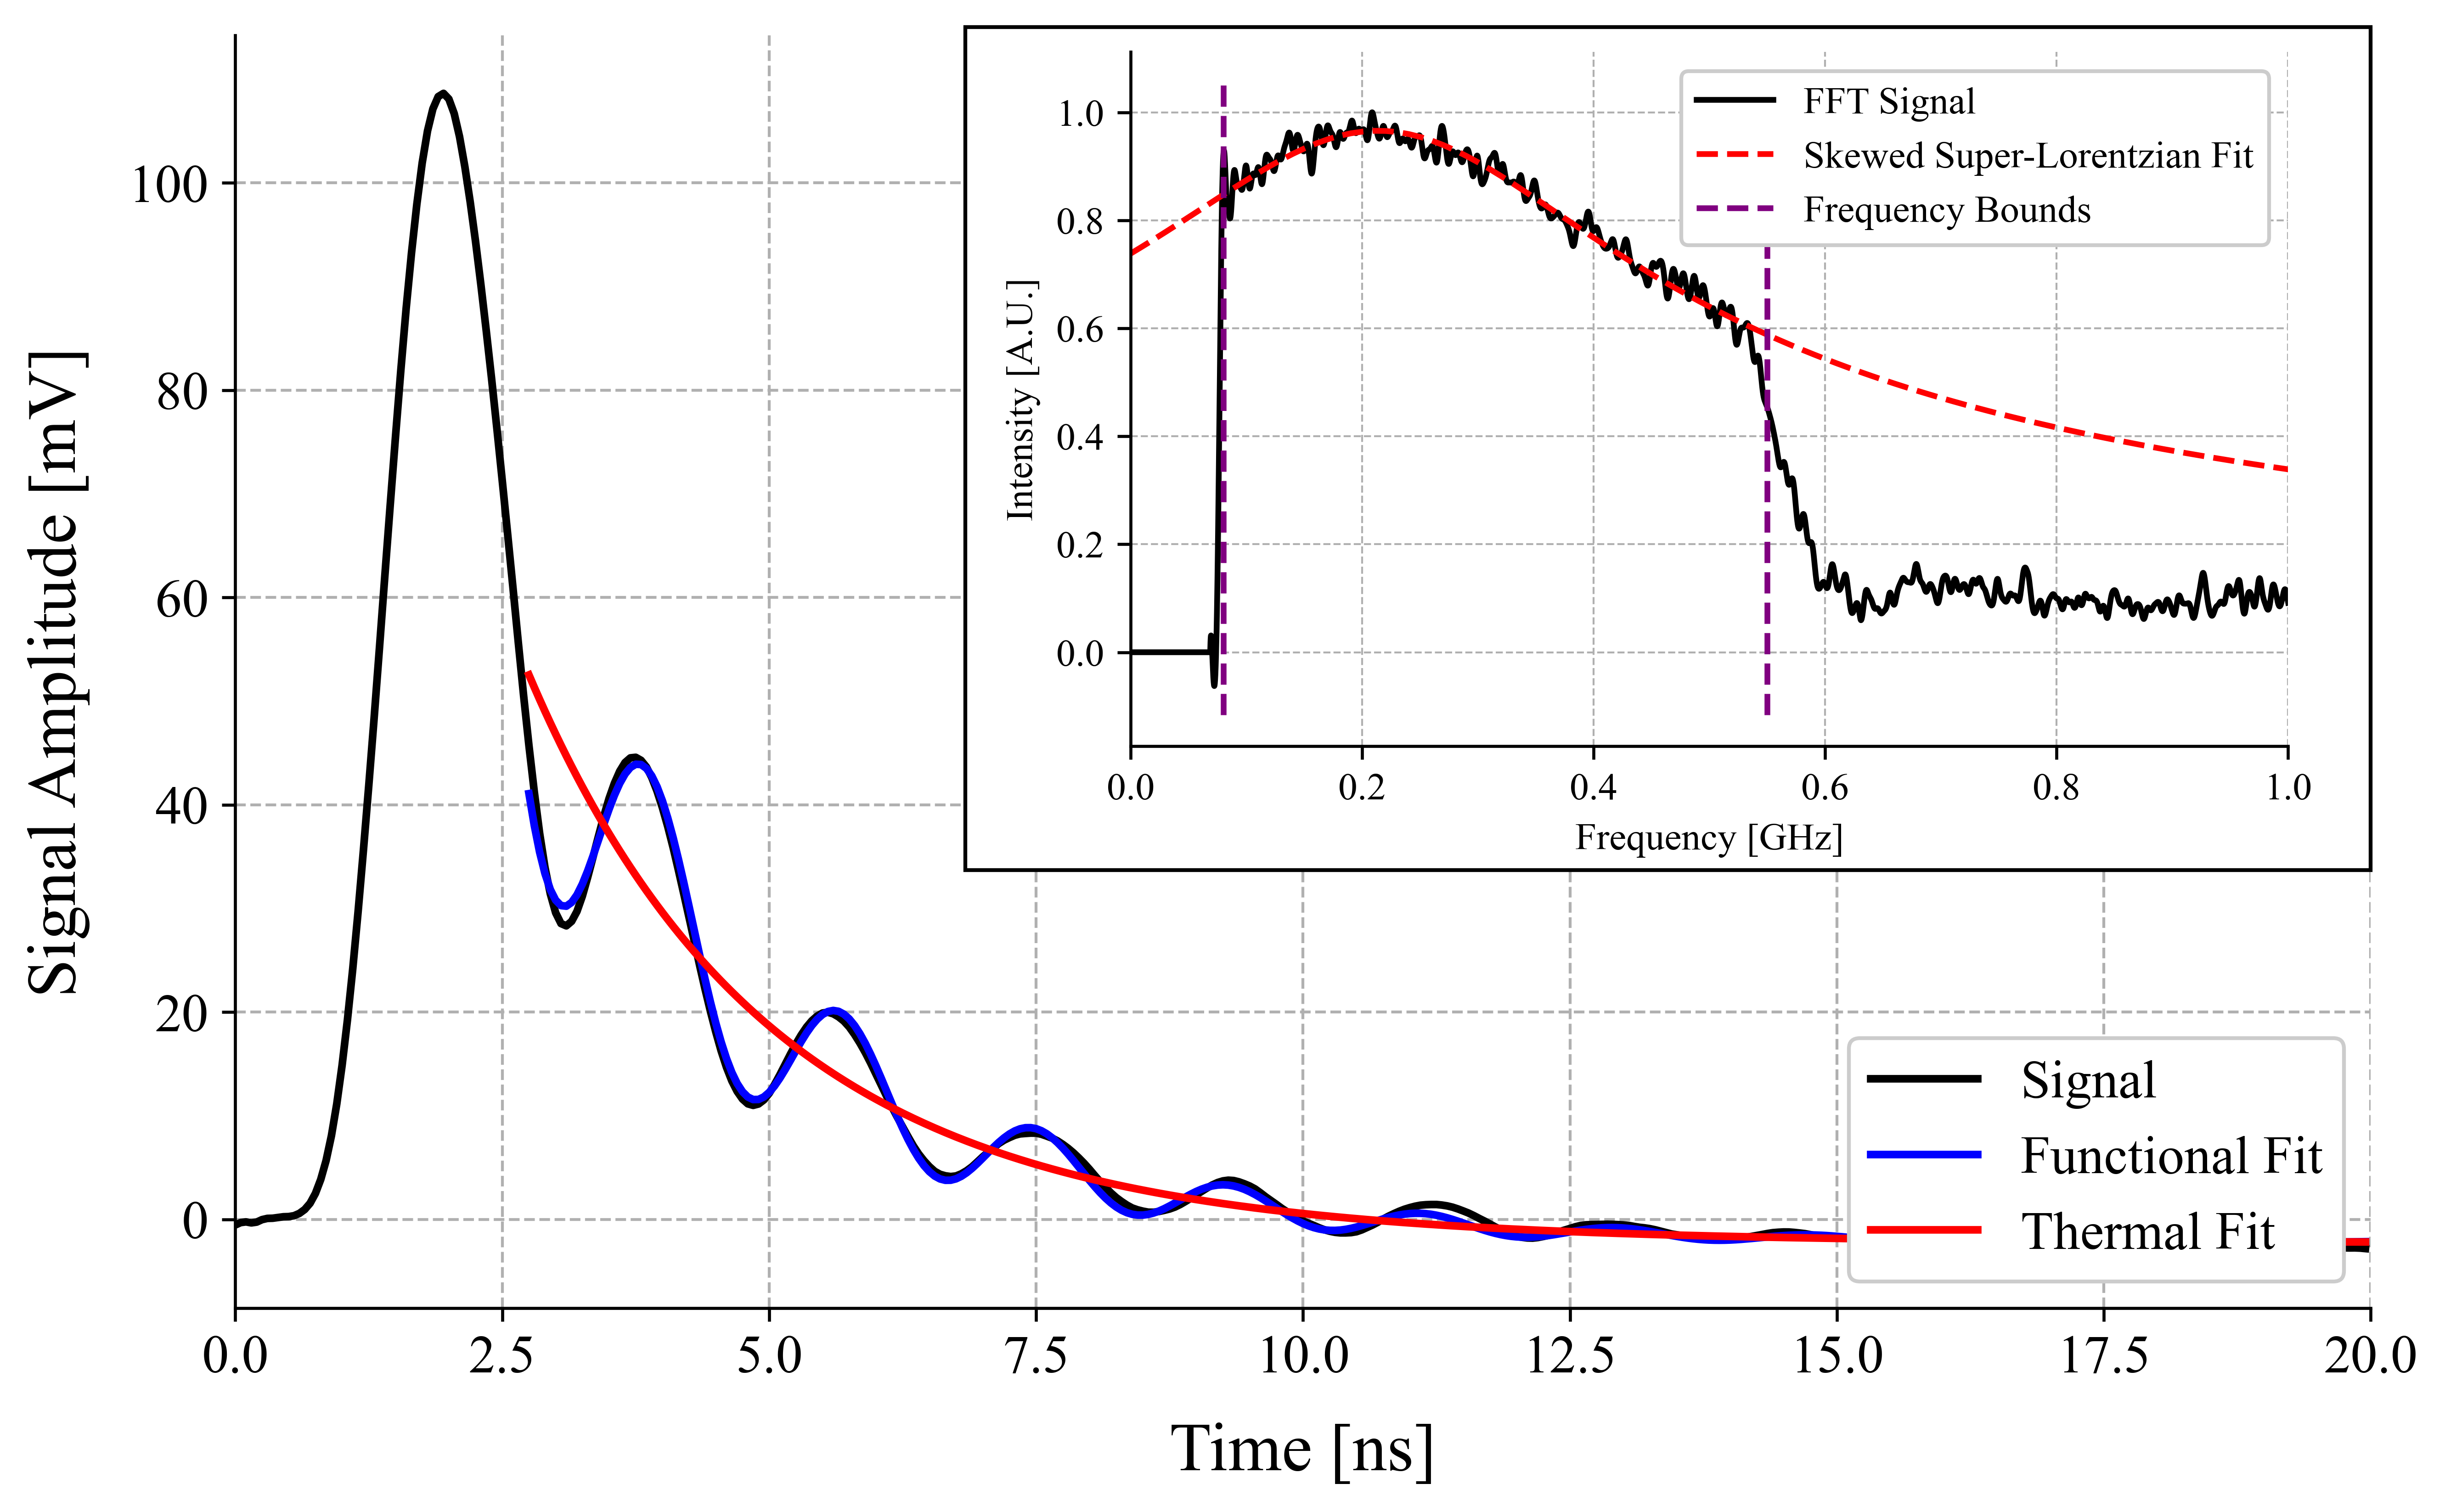 Signal Amplitude [mV]
100
80
60
40
20
0
0.0 2.5 5.0 7.5 10.0 12.5 15.0 17.5 20.0
Time [ns]
Signal
Functional Fit
Thermal Fit
Intensity [A.U.]
1.0
0.8
0.6
0.4
0.2
0.0
0.0 0.2 0.4 0.6 0.8 1.0
Frequency [GHz]
FFT Signal
Skewed Super-Lorentzian Fit
Frequency Bounds